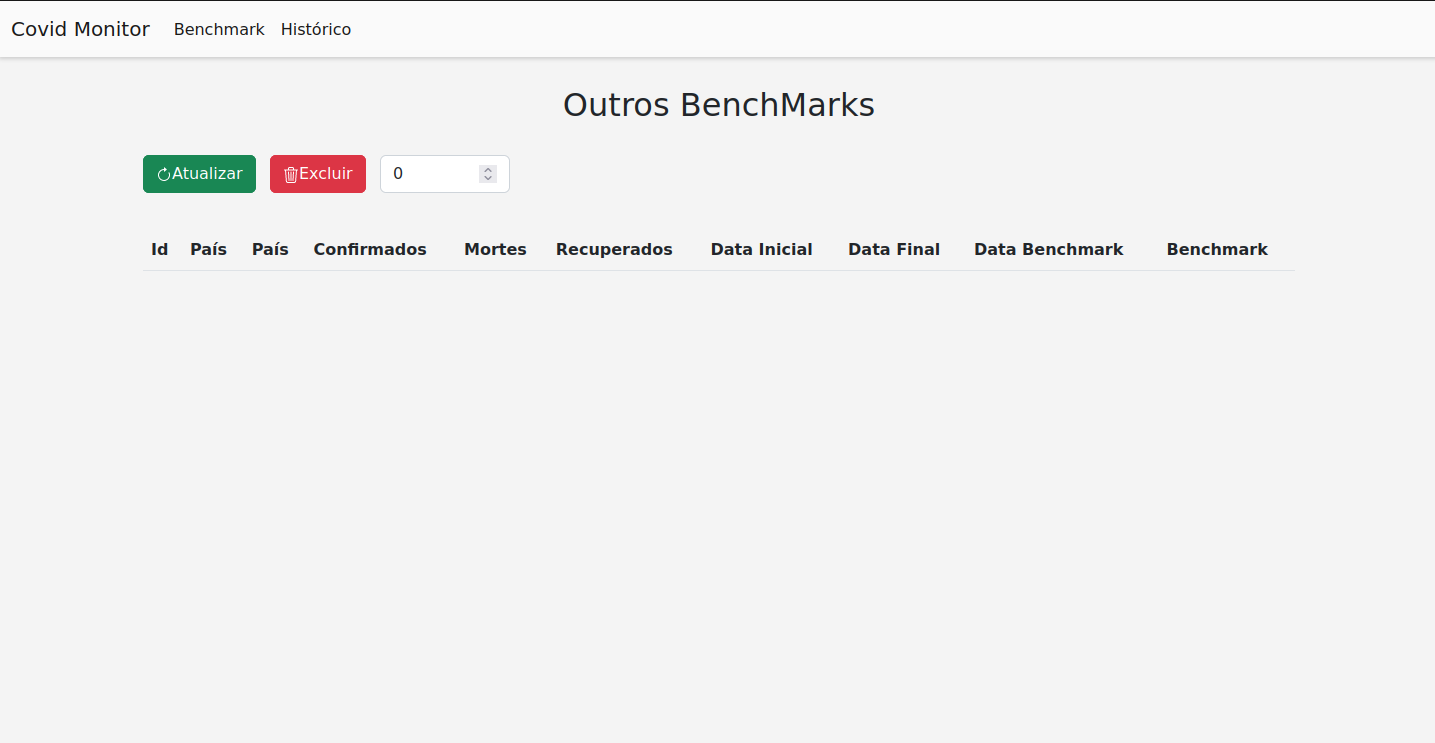 Covid Monitor Benchmark Histórico
Outros BenchMarks
Atualizar Excluir 0
Id País País Confirmados Mortes Recuperados Data Inicial Data Final Data Benchmark Benchmark